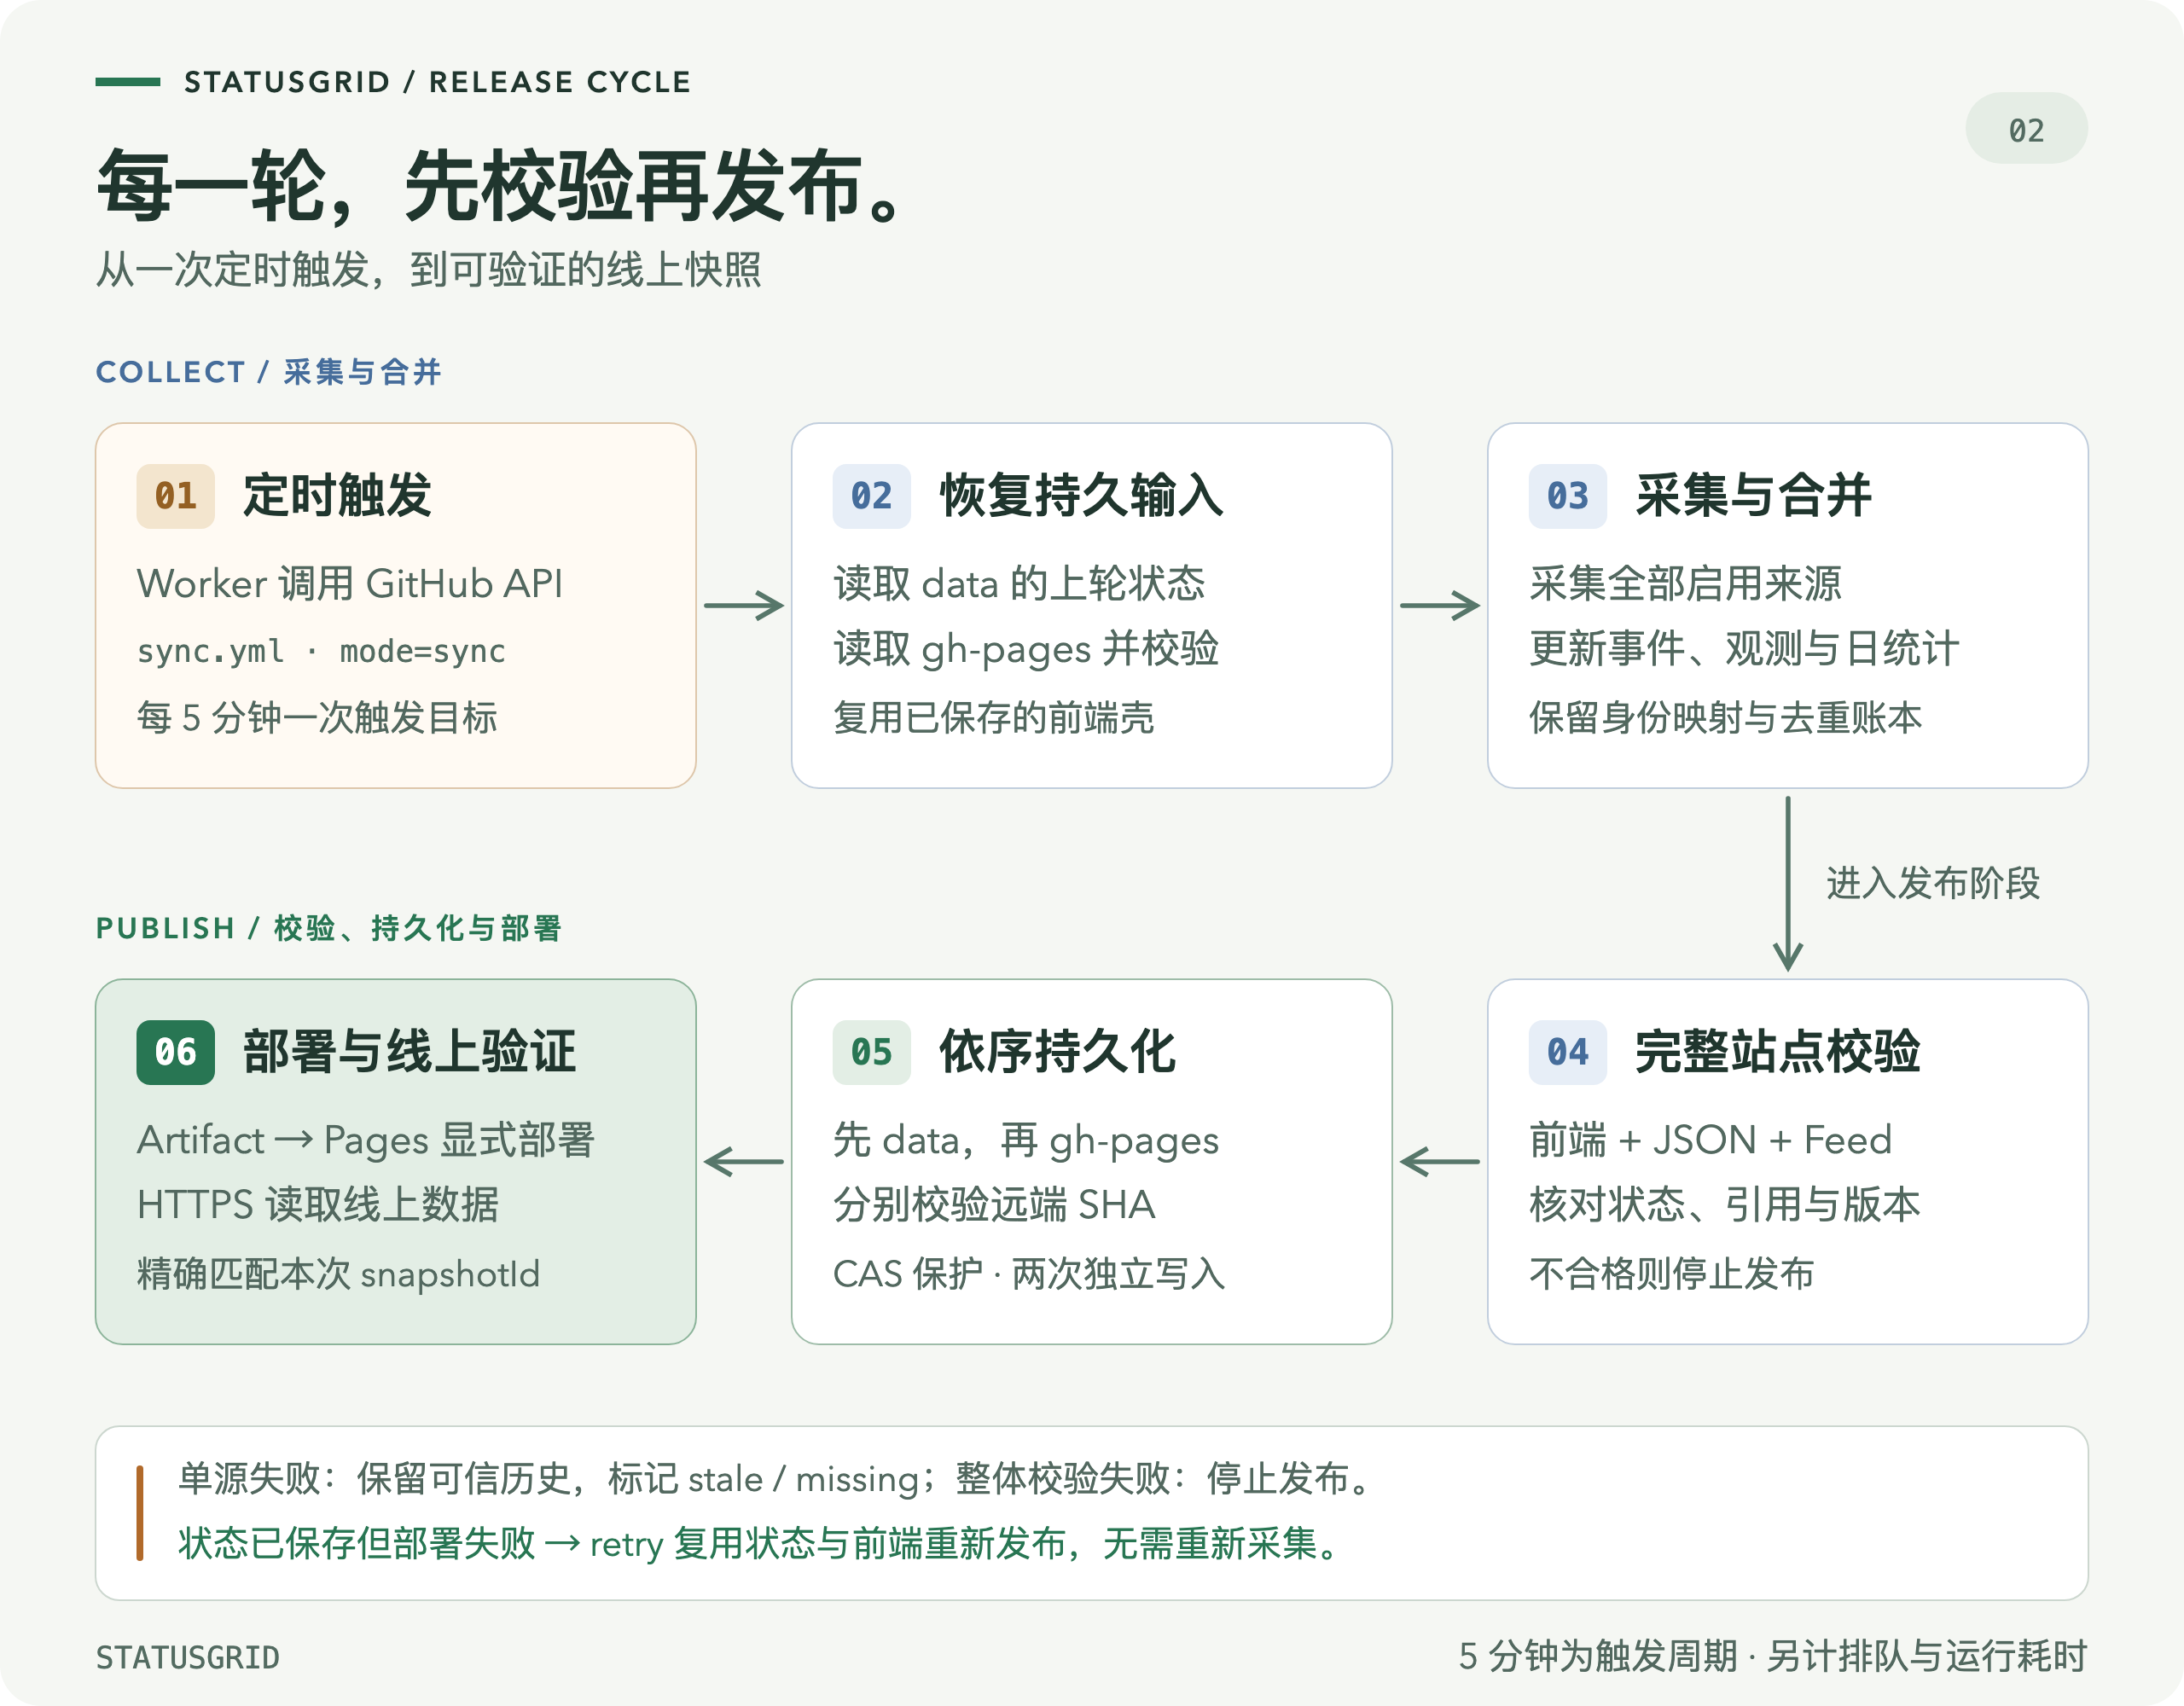 STATUSGRID / RELEASE CYCLE
02
每一轮，先校验再发布。
从一次定时触发，到可验证的线上快照
COLLECT / 采集与合并
01 定时触发
Worker 调用 GitHub API
sync.yml · mode=sync
每 5 分钟一次触发目标
02 恢复持久输入
读取 data 的上轮状态
读取 gh-pages 并校验
复用已保存的前端壳
03 采集与合并
采集全部启用来源
更新事件、观测与日统计
保留身份映射与去重账本
进入发布阶段
PUBLISH / 校验、持久化与部署
04 完整站点校验
前端 + JSON + Feed
核对状态、引用与版本
不合格则停止发布
05 依序持久化
先 data，再 gh-pages
分别校验远端 SHA
CAS 保护 · 两次独立写入
06 部署与线上验证
Artifact → Pages 显式部署
HTTPS 读取线上数据
精确匹配本次 snapshotId
单源失败：保留可信历史，标记 stale / missing；整体校验失败：停止发布。
状态已保存但部署失败 → retry 复用状态与前端重新发布，无需重新采集。
STATUSGRID
5 分钟为触发周期 · 另计排队与运行耗时